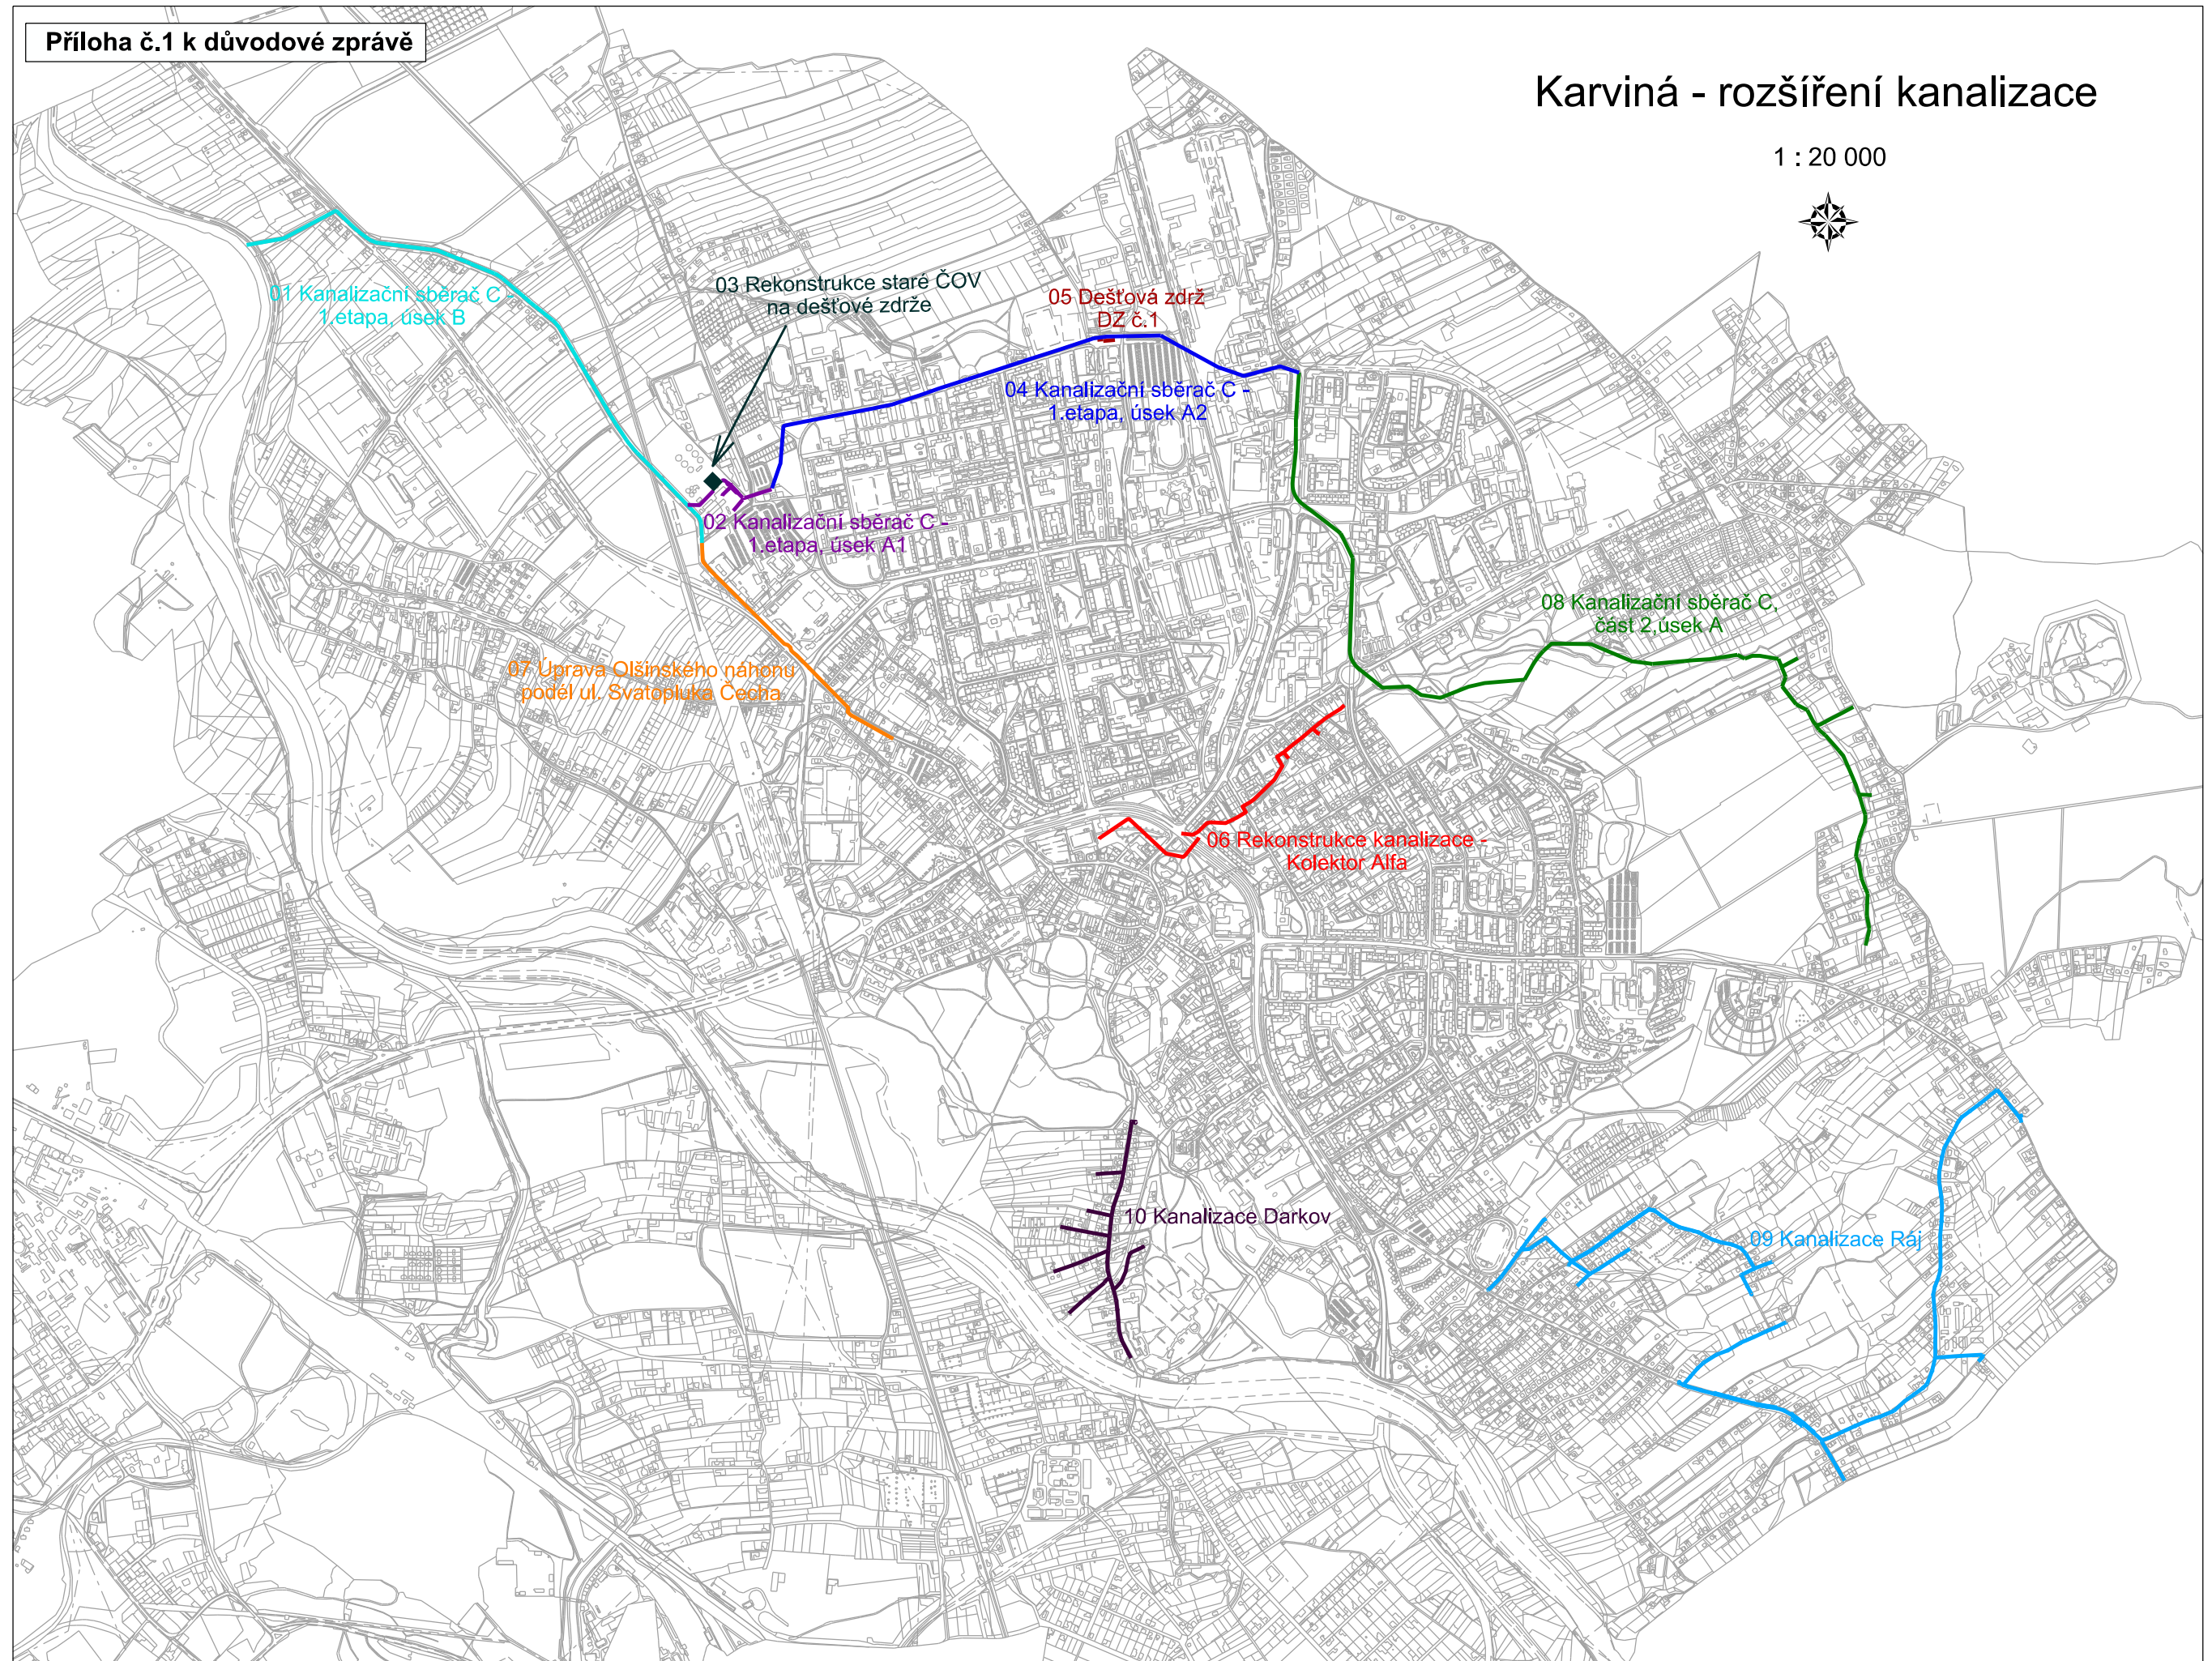 Příloha č.1 k důvodové zprávě
Karviná - rozšíření kanalizace
1 : 20 000
01 Kanalizační sběrač C -
1.etapa, úsek B
03 Rekonstrukce staré ČOV
na dešťové zdrže
05 Dešťová zdrž
DZ č.1
04 Kanalizační sběrač C -
1.etapa, úsek A2
02 Kanalizační sběrač C -
1.etapa, úsek A1
08 Kanalizační sběrač C,
část 2,úsek A
07 Úprava Olšinského náhonu
podél ul. Svatopluka Čecha
06 Rekonstrukce kanalizace -
Kolektor Alfa
10 Kanalizace Darkov
09 Kanalizace Ráj